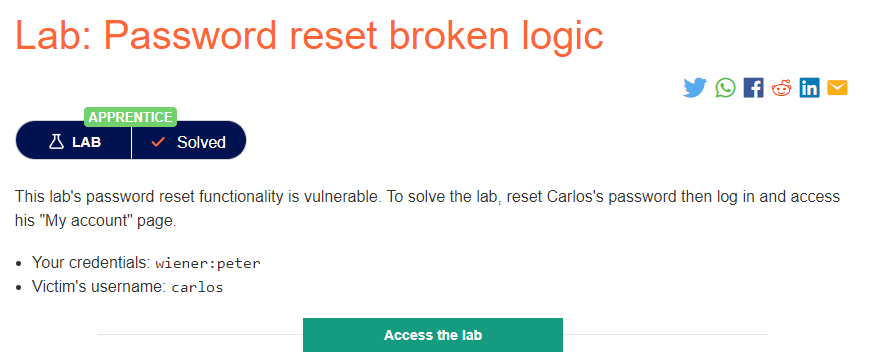 Lab: Password reset broken logic
APPRENTICE
LAB Solved
This lab's password reset functionality is vulnerable. To solve the lab, reset Carlos's password then log in and access
his "My account" page.
• Your credentials: wiener:peter
• Victim's username: carlos
Access the lab